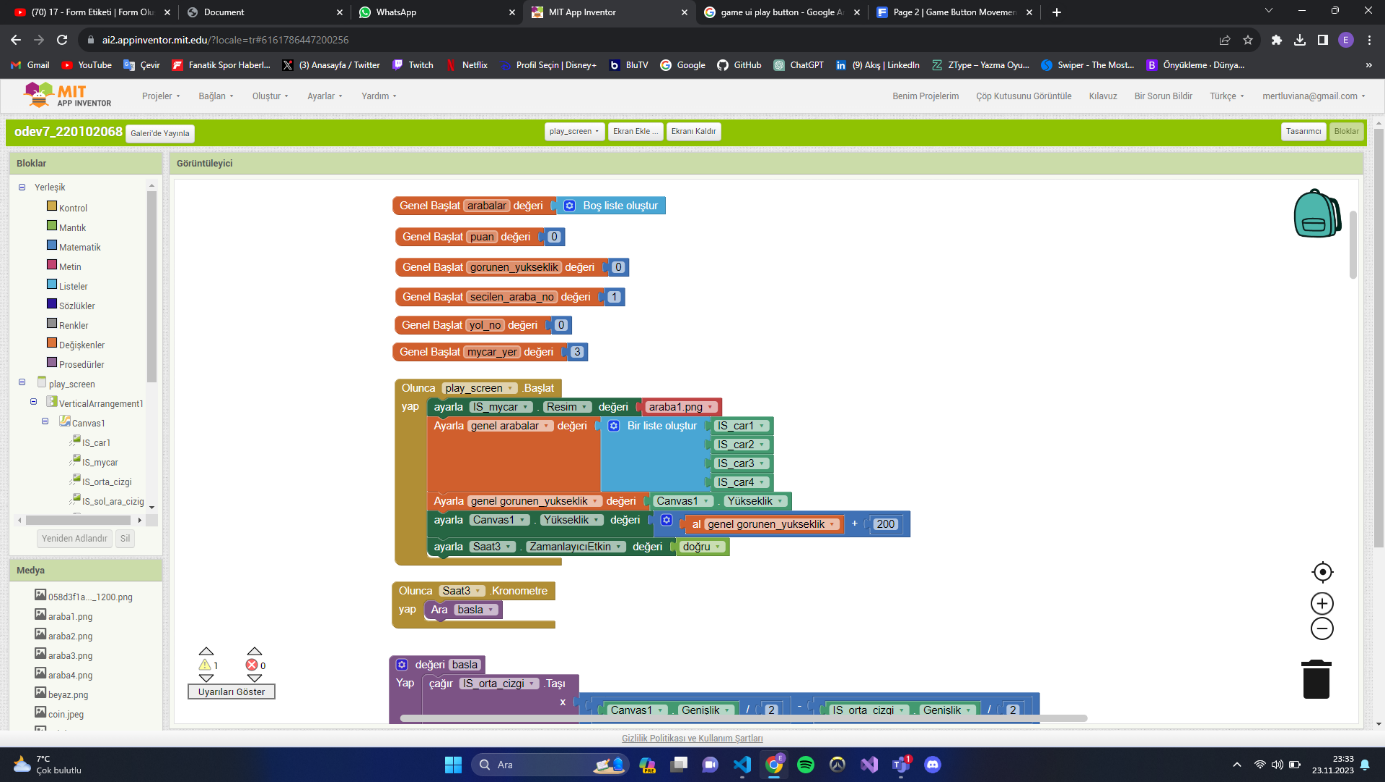 (70) 17 - Form Etiketi | Form Olu
Document
WhatsApp
MIT App Inventor
game ui play button - Google A
Page 2 | Game Button Movemen
ai2.appinventor.mit.edu/?locale=tr#6161786447200256
E
Gmail
YouTube
Çevir
Fanatik Spor Haberl...
(3) Anasayfa / Twitter
Twitch
Netflix
Profil Seçin | Disney+
BluTV
Google
GitHub
ChatGPT
(9) Akış | LinkedIn
ZType – Yazma Oyu...
Swiper - The Most...
Önyükleme · Dünya...
MIT
APP INVENTOR
Projeler
Bağlan
Oluştur
Ayarlar
Yardım
Benim Projelerim
Çöp Kutusunu Görüntüle
Kılavuz
Bir Sorun Bildir
Türkçe
mertluviana@gmail.com
odev7_220102068
Galeri'de Yayınla
play_screen
Ekran Ekle ...
Ekranı Kaldır
Tasarımcı
Bloklar
Bloklar
Görüntüleyici
Yerleşik
Kontrol
Mantık
Matematik
Metin
Listeler
Sözlükler
Renkler
Değişkenler
Prosedürler
play_screen
VerticalArrangement1
Canvas1
IS_car1
IS_mycar
IS_orta_cizgi
IS_sol_ara_cizig
Yeniden Adlandır
Sil
Medya
058d3f1a..._1200.png
araba1.png
araba2.png
araba3.png
araba4.png
beyaz.png
coin.jpeg
Genel Başlat arabalar değeri Boş liste oluştur
Genel Başlat puan değeri 0
Genel Başlat gorunen_yukseklik değeri 0
Genel Başlat secilen_araba_no değeri 1
Genel Başlat yol_no değeri 0
Genel Başlat mycar_yer değeri 3
Olunca play_screen .Başlat
yap ayarla IS_mycar . Resim değeri araba1.png
Ayarla genel arabalar değeri Bir liste oluştur IS_car1
IS_car2
IS_car3
IS_car4
Ayarla genel gorunen_yukseklik değeri Canvas1 . Yükseklik
ayarla Canvas1 . Yükseklik değeri al genel gorunen_yukseklik + 200
ayarla Saat3 . ZamanlayıcıEtkin değeri doğru
Olunca Saat3 .Kronometre
yap Ara basla
değeri basla
Yap çağır IS_orta_cizgi .Taşı
x Canvas1 . Genişlik / 2 - IS_orta_cizgi . Genişlik / 2
1
0
Uyarıları Göster
Gizlilik Politikası ve Kullanım Şartları
7°C
Çok bulutlu
Ara
PRE
E
1
23:33
23.11.2023